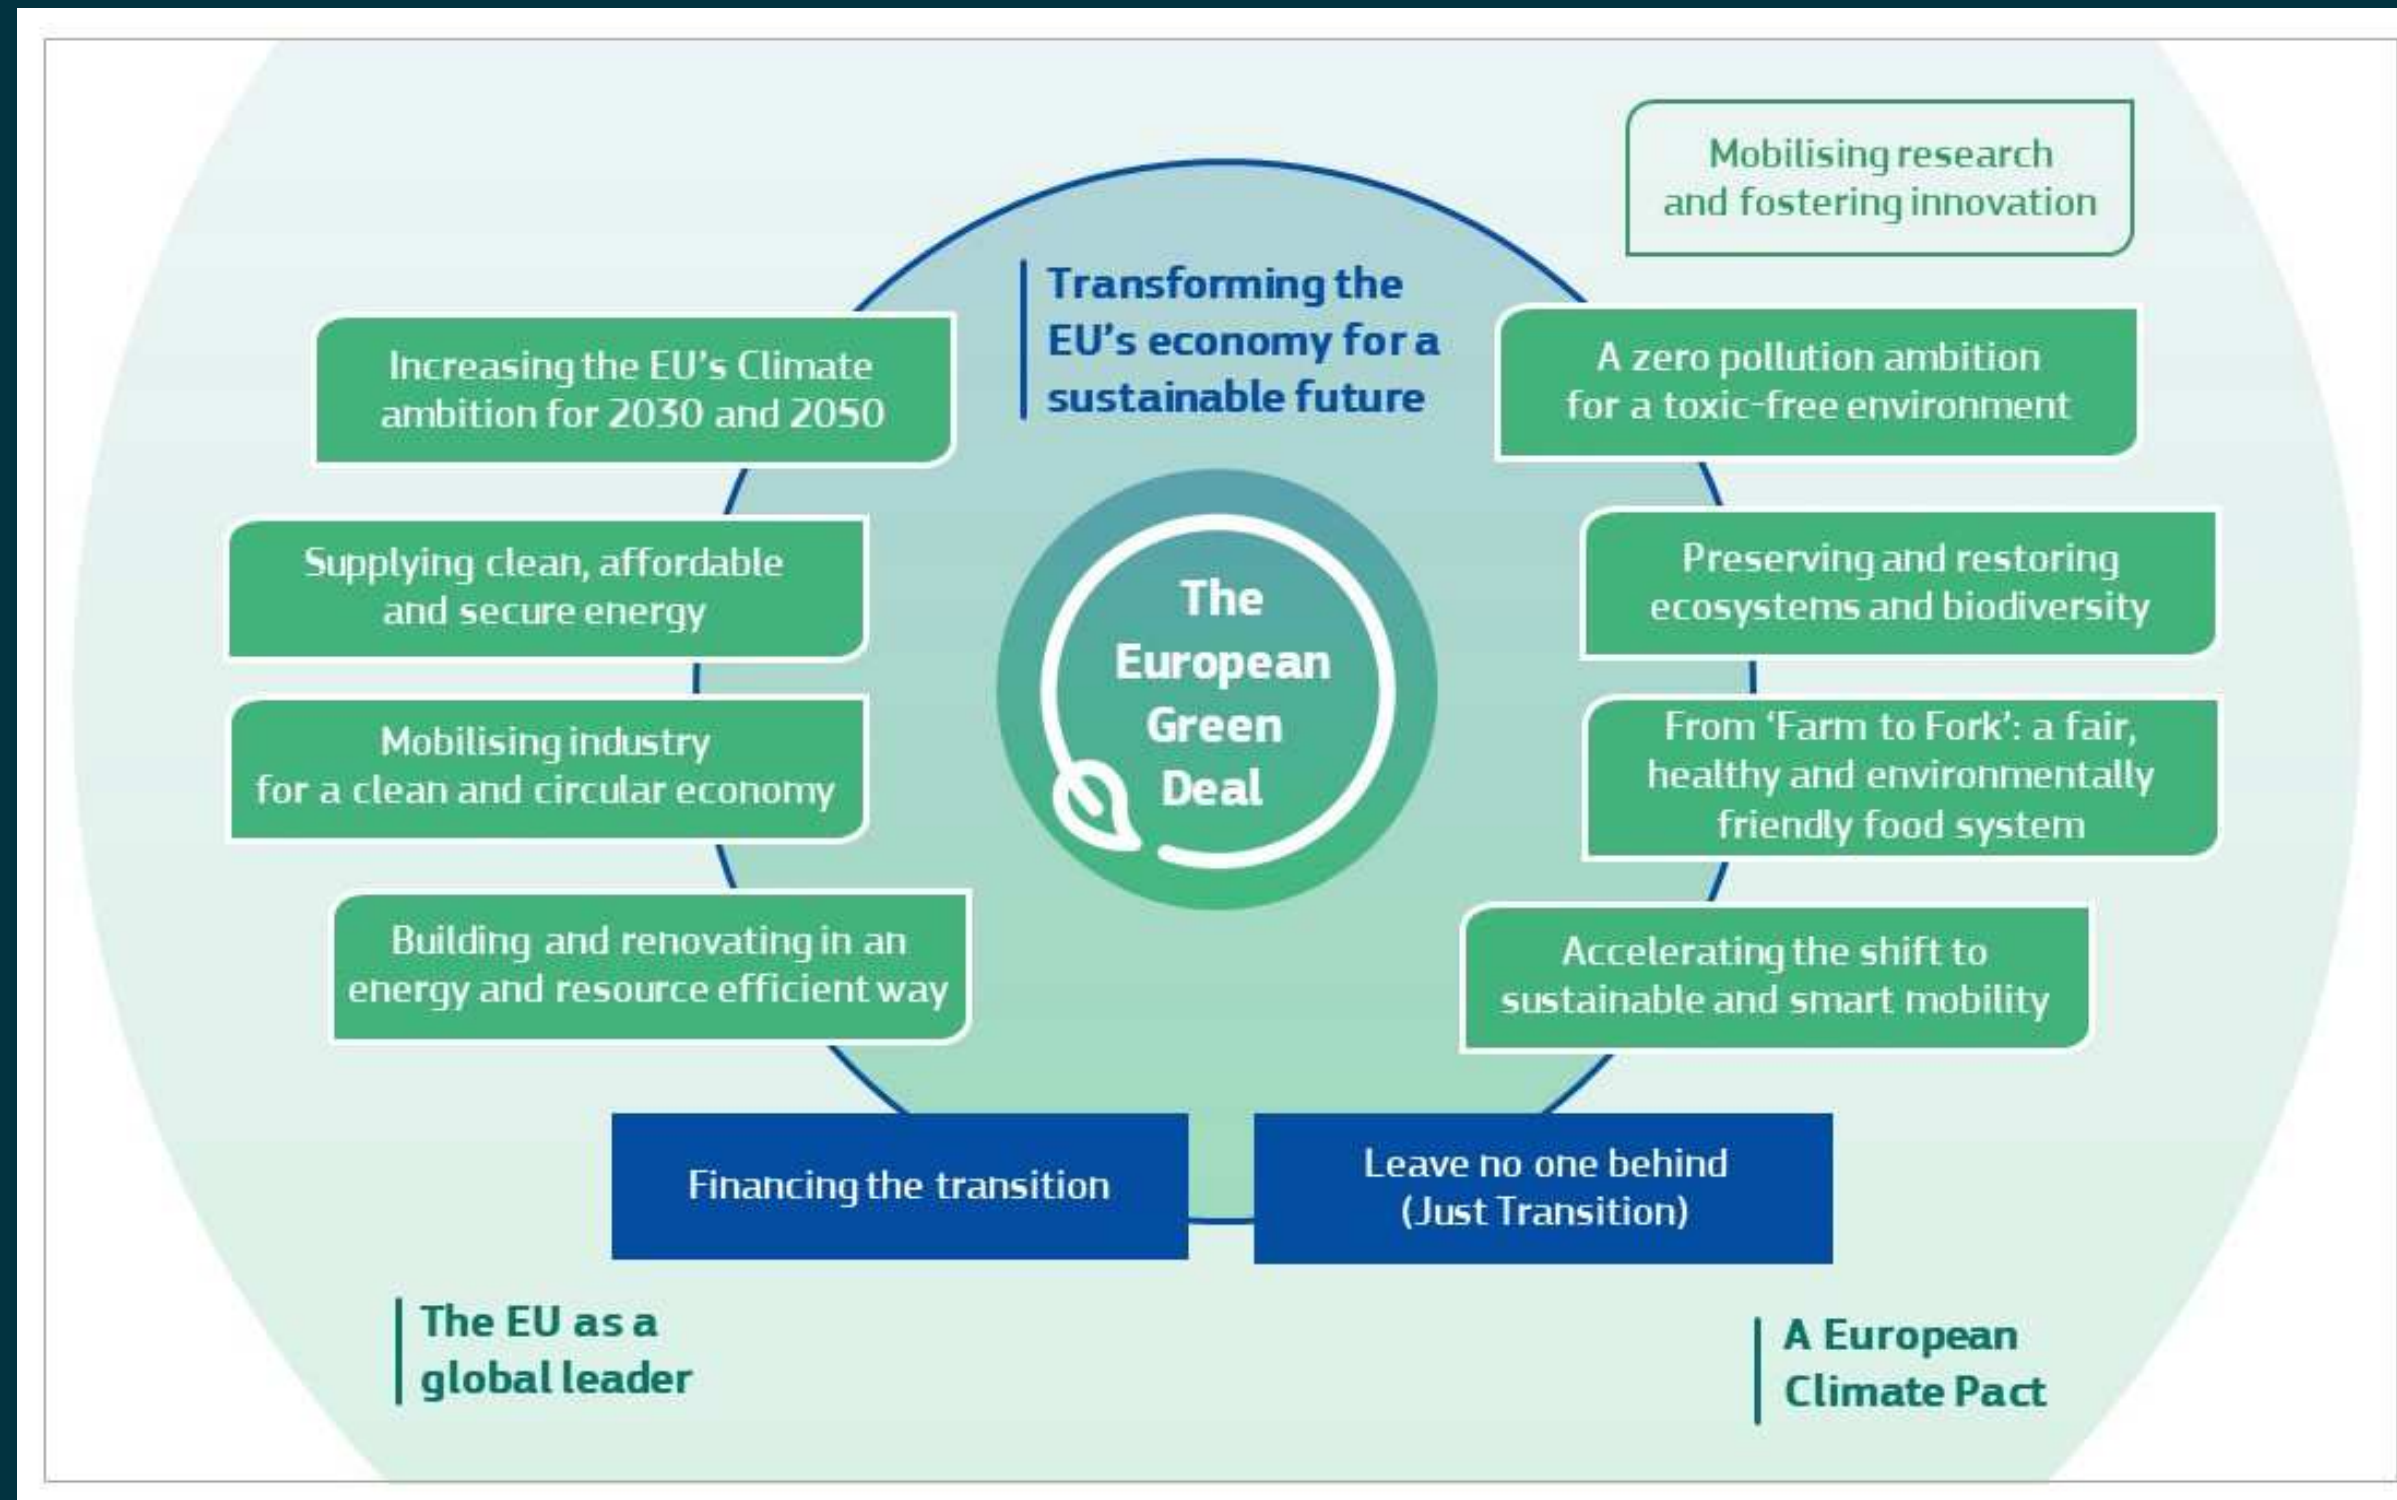 Mobilising research
and fostering innovation
Transforming the
EU's economy for a
sustainable future
Increasing the EU's Climate
ambition for 2030 and 2050
Supplying clean, affordable
and secure energy
Mobilising industry
for a clean and circular economy
Building and renovating in an
energy and resource efficient way
The
European
Green
Deal
A zero pollution ambition
for a toxic-free environment
Preserving and restoring
ecosystems and biodiversity
From ‘Farm to Fork’: a fair,
healthy and environmentally
friendly food system
Accelerating the shift to
sustainable and smart mobility
Financing the transition
Leave no one behind
(Just Transition)
The EU as a
global leader
A European
Climate Pact